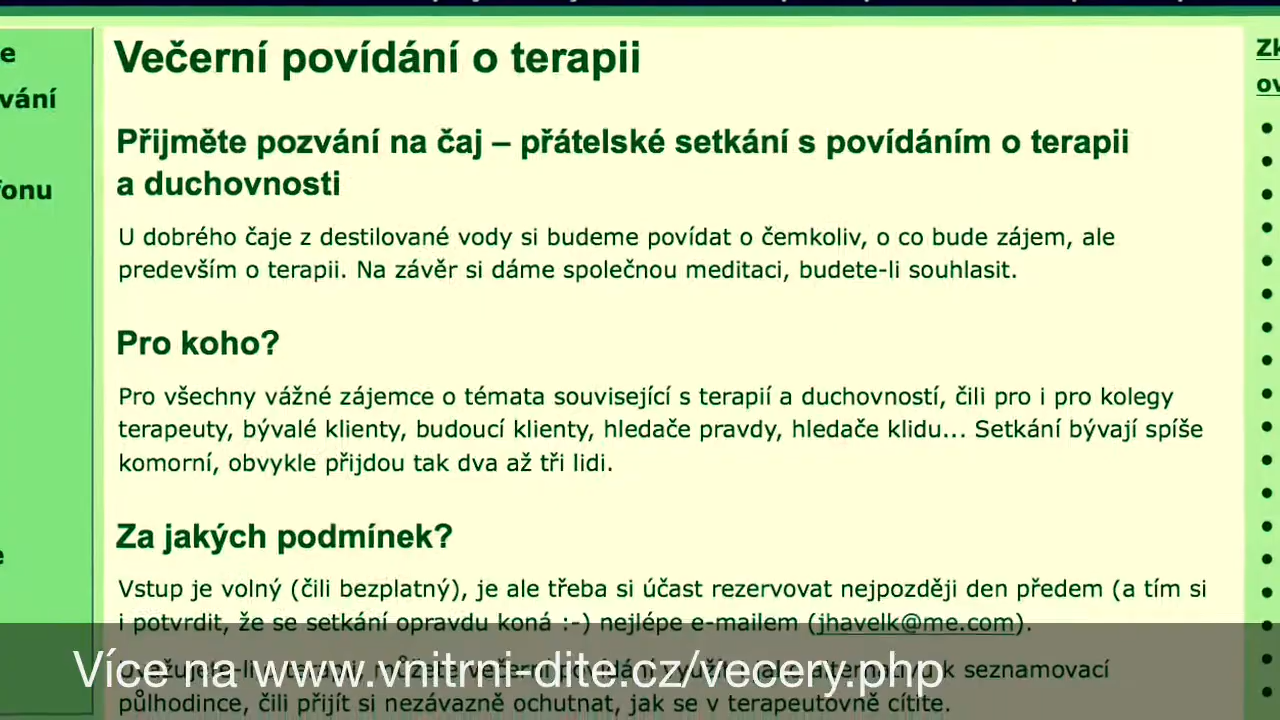 Večerní povídání o terapii
Přijměte pozvání na čaj – přátelské setkání s povídáním o terapii
a duchovnosti
U dobrého čaje z destilované vody si budeme povídat o čemkoliv, o co bude zájem, ale
především o terapii. Na závěr si dáme společnou meditaci, budete-li souhlasit.
Pro koho?
Pro všechny vážné zájemce o témata související s terapií a duchovností, čili pro i pro kolegy
terapeuty, bývalé klienty, budoucí klienty, hledače pravdy, hledače klidu... Setkání bývají spíše
komorní, obvykle přijdou tak dva až tři lidi.
Za jakých podmínek?
Vstup je volný (čili bezplatný), je ale třeba si účast rezervovat nejpozději den předem (a tím si
i potvrdit, že se setkání opravdu koná :-) nejlépe e-mailem (jhavelk@me.com).
k seznamovací
půlhodince, čili přijít si nezávazně ochutnat, jak se v terapeutovně cítíte.
Více na www.vnitrni-dite.cz/vecery.php
vání